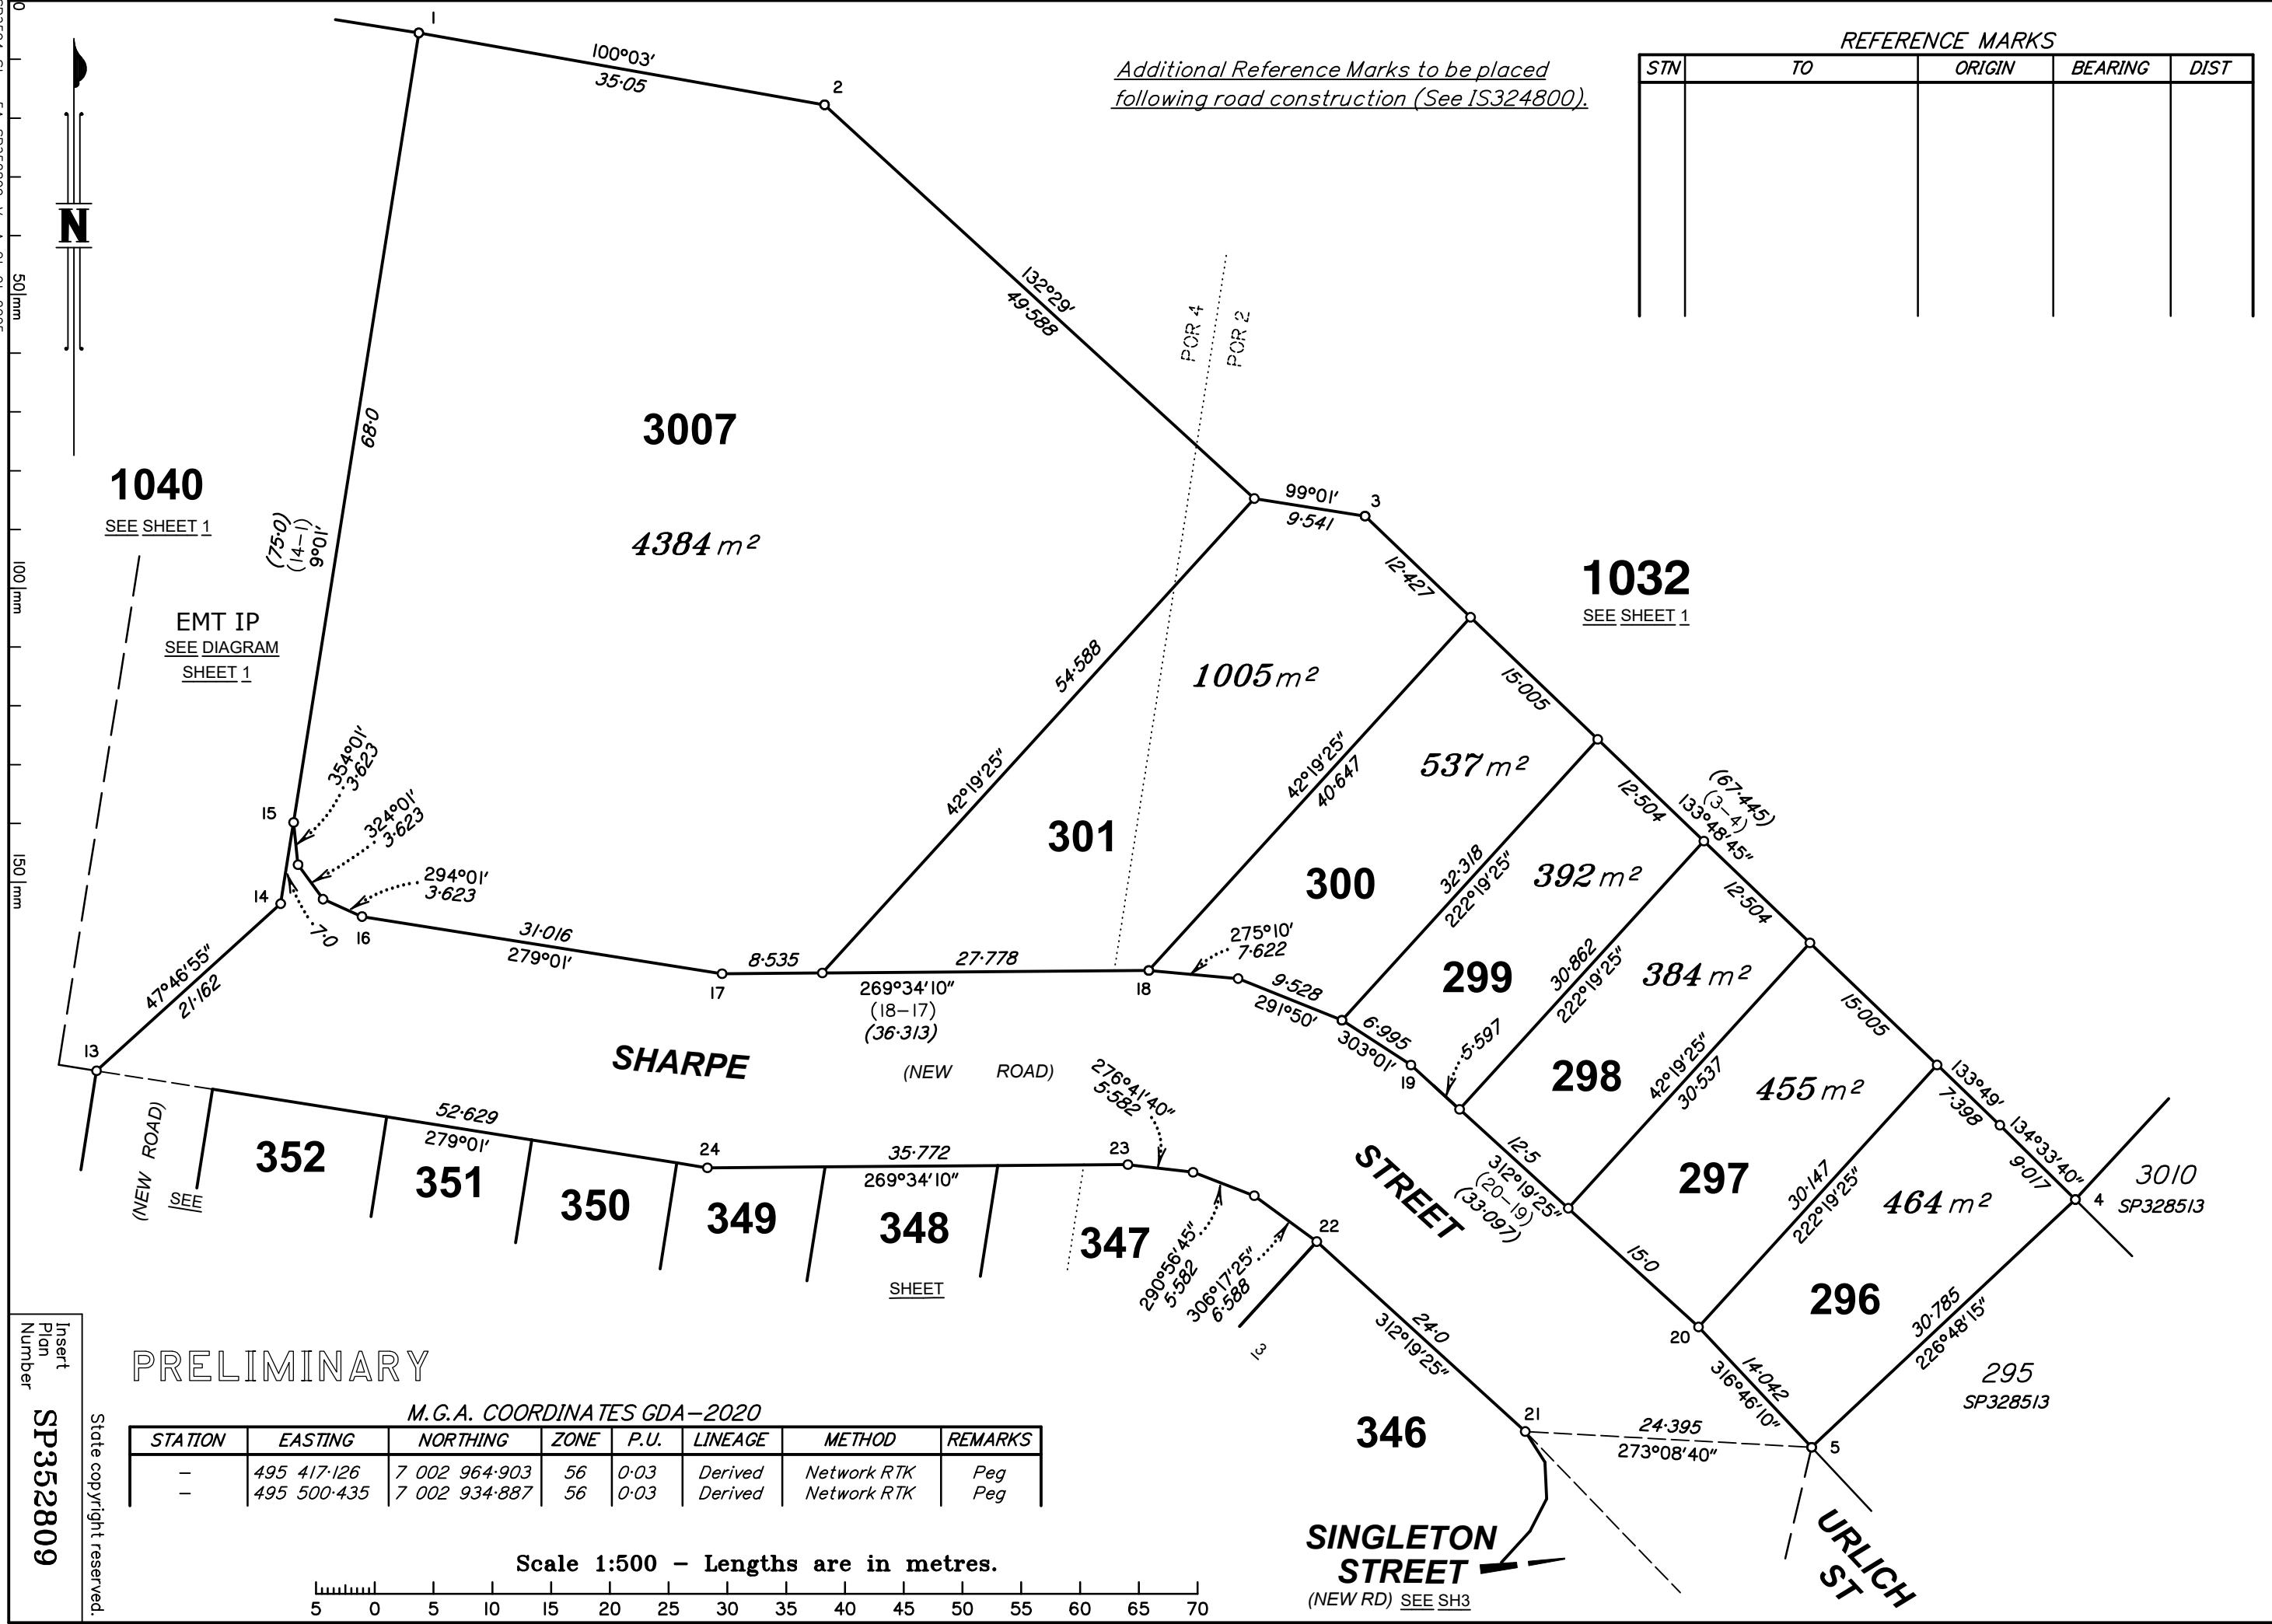 REFERENCE MARKS
STN TO ORIGIN BEARING DIST
Additional Reference Marks to be placed
following road construction (See IS324800).
N
0
50 mm
100 mm
150 mm
1
100°03'
35·05
2
132°29'
49·588
POR 4
POR 2
68·0
(75·0)
(14-1)
9°01'
3007
4384 m²
1040
SEE SHEET 1
EMT IP
SEE DIAGRAM
SHEET 1
99°01'
9·541
3
12·427
1032
SEE SHEET 1
54·588
42°19'25"
1005 m²
301
15·005
42°19'25"
40·647
537 m²
300
12·504
(67·445)
(3-4)
133°48'45"
32·318
222°19'25"
392 m²
299
12·504
30·862
222°19'25"
384 m²
298
15·005
42°19'25"
30·537
455 m²
297
133°49'
7·398
134°33'40"
9·017
4
3010
SP328513
30·147
222°19'25"
464 m²
296
30·785
226°48'15"
295
SP328513
15
354°01'
3·623
324°01'
3·623
294°01'
3·623
14
7·0
16
47°46'55"
21·162
13
31·016
279°01'
17
8·535
27·778
269°34'10"
(18-17)
(36·313)
18
275°10'
7·622
9·528
291°50'
6·995
303°01'
19
5·597
12·5
312°19'25"
(20-19)
(33·097)
15·0
20
14·042
316°46'10"
5
SHARPE
(NEW ROAD)
STREET
276°41'40"
5·582
(NEW ROAD)
SEE
352
52·629
279°01'
351
350
24
349
35·772
269°34'10"
348
SHEET
23
347
290°56'45"
5·582
306°17'25"
6·588
22
13
24·0
312°19'25"
346
21
24·395
273°08'40"
SINGLETON
STREET
(NEW RD) SEE SH3
URLICH
ST
PRELIMINARY
M.G.A. COORDINATES GDA-2020
STATION EASTING NORTHING ZONE P.U. LINEAGE METHOD REMARKS
- 495 417·126 7 002 964·903 56 0·03 Derived Network RTK Peg
- 495 500·435 7 002 934·887 56 0·03 Derived Network RTK Peg
Scale 1:500 - Lengths are in metres.
5 0 5 10 15 20 25 30 35 40 45 50 55 60 65 70
Insert
Plan
Number
SP352809
State copyright reserved.